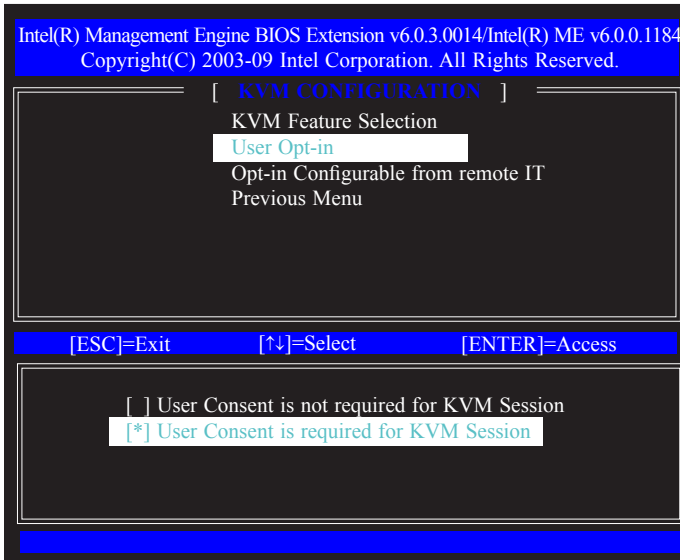 Intel(R) Management Engine BIOS Extension v6.0.3.0014/Intel(R) ME v6.0.0.1184
Copyright(C) 2003-09 Intel Corporation. All Rights Reserved.
[ KVM CONFIGURATION ]
KVM Feature Selection
User Opt-in
Opt-in Configurable from remote IT
Previous Menu
[ESC]=Exit [↑↓]=Select [ENTER]=Access
[ ] User Consent is not required for KVM Session
[*] User Consent is required for KVM Session